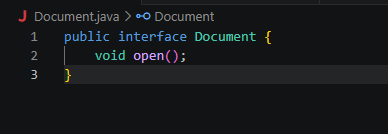 J Document.java > Document
1 public interface Document {
2     void open();
3 }